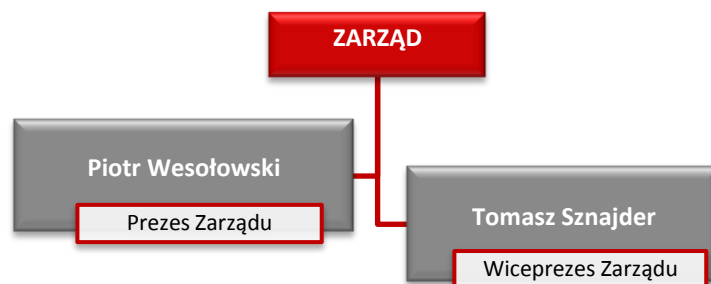 ZARZĄD
Piotr Wesołowski
Prezes Zarządu
Tomasz Sznajder
Wiceprezes Zarządu